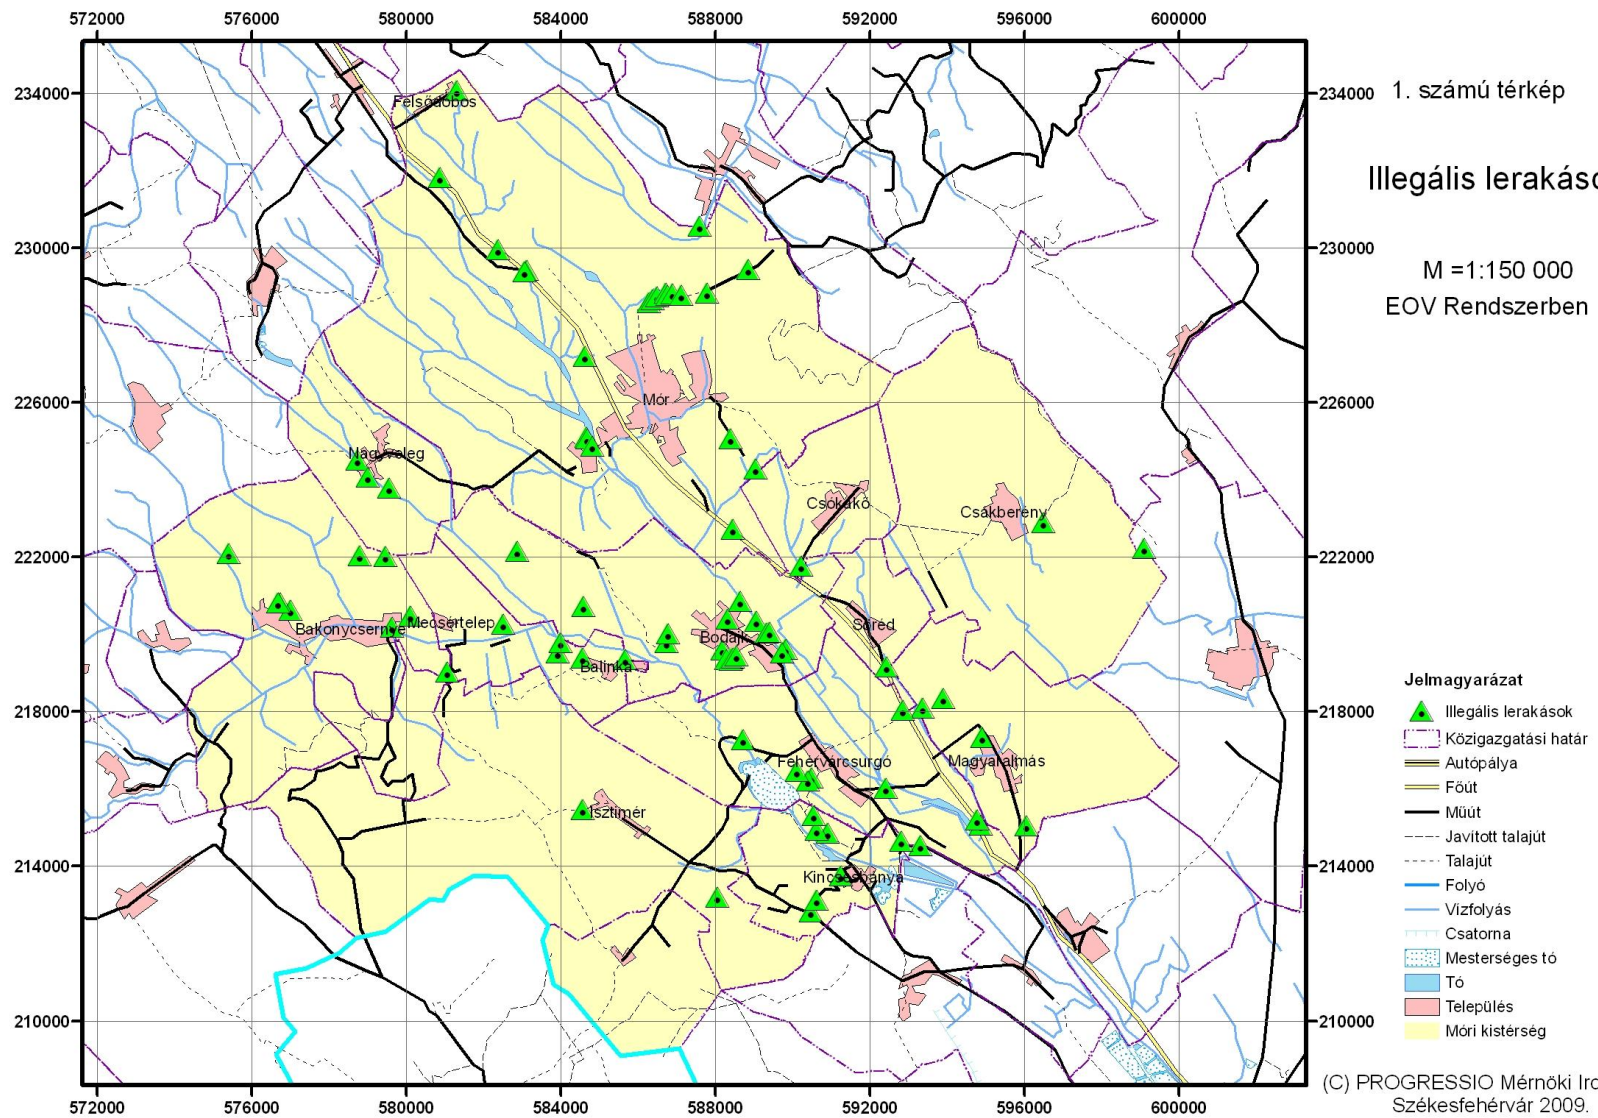 572000 576000 580000 584000 588000 592000 596000 600000
234000 234000
230000 230000
226000 226000
222000 222000
218000 218000
214000 214000
210000 210000
572000 576000 580000 584000 588000 592000 596000 600000
Felsődobos
Mór
Nagyveleg
Csókakő
Csákberény
Bakonycsernye
Mecsértelep
Bodajk
Söréd
Balinka
Fehérvárcsurgó
Magyaralmás
Isztimér
Kincsesbánya
1. számú térkép
Illegális lerakáso
M =1:150 000
EOV Rendszerben
Jelmagyarázat
Illegális lerakások
Közigazgatási határ
Autópálya
Főút
Műút
Javított talajút
Talajút
Folyó
Vízfolyás
Csatorna
Mesterséges tó
Tó
Település
Móri kistérség
(C) PROGRESSIO Mérnöki Iro
Székesfehérvár 2009.